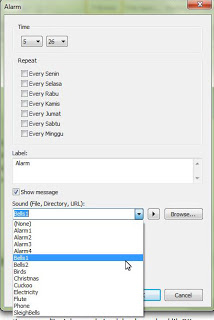 Alarm
Time
5 26
Repeat
Every Senin
Every Selasa
Every Rabu
Every Kamis
Every Jumat
Every Sabtu
Every Minggu
Label:
Alarm
Show message
Sound (File, Directory, URL):
Bells1 Browse...
(None)
Alarm1
Alarm2
Alarm3
Alarm4
Bells1
Bells2
Birds
Christmas
Cuckoo
Electricity
Flute
Phone
SleighBells
Cancel